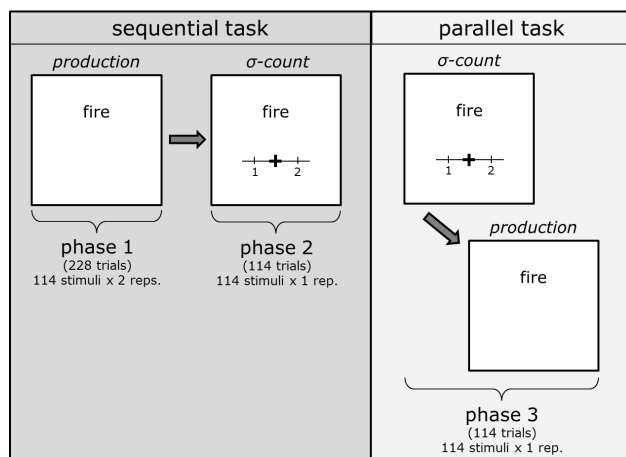 sequential task
production
fire
phase 1
(228 trials)
114 stimuli x 2 reps.
σ-count
fire
1 2
phase 2
(114 trials)
114 stimuli x 1 rep.
parallel task
σ-count
fire
1 2
production
fire
phase 3
(114 trials)
114 stimuli x 1 rep.